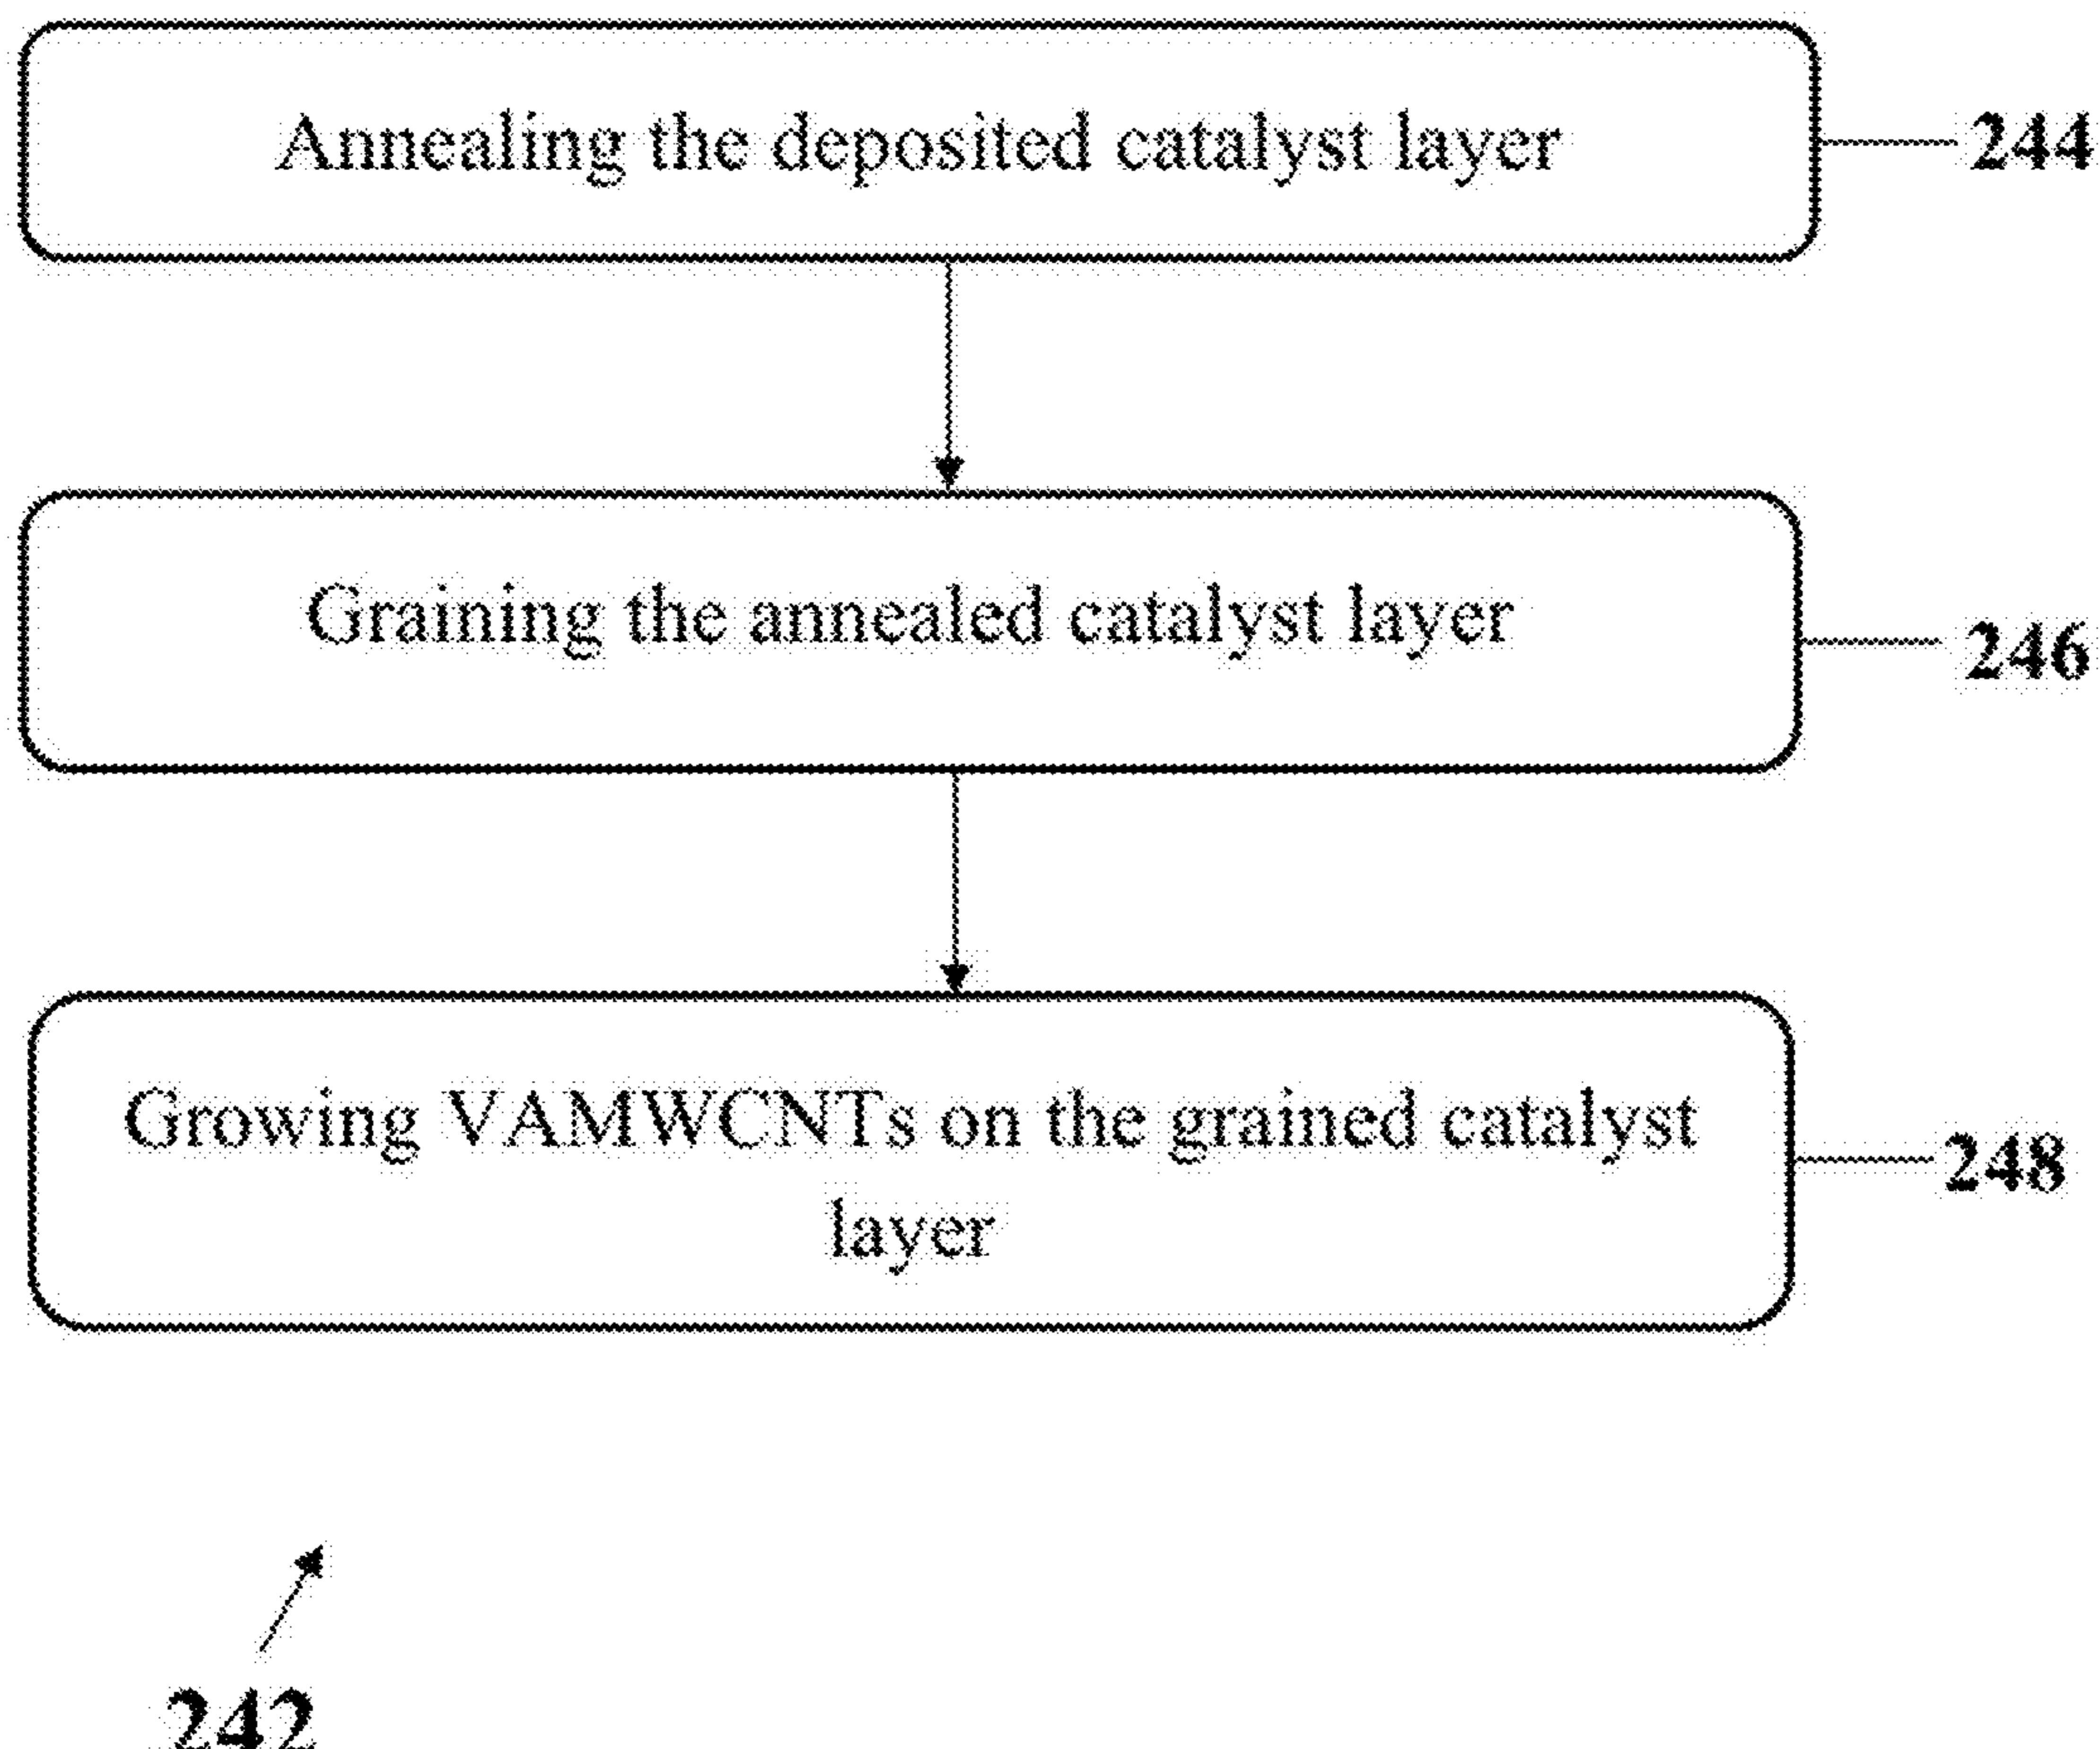 Annealing the deposited catalyst layer
244
Graining the annealed catalyst layer
246
Growing VAMWCNTs on the grained catalyst
layer
248
242